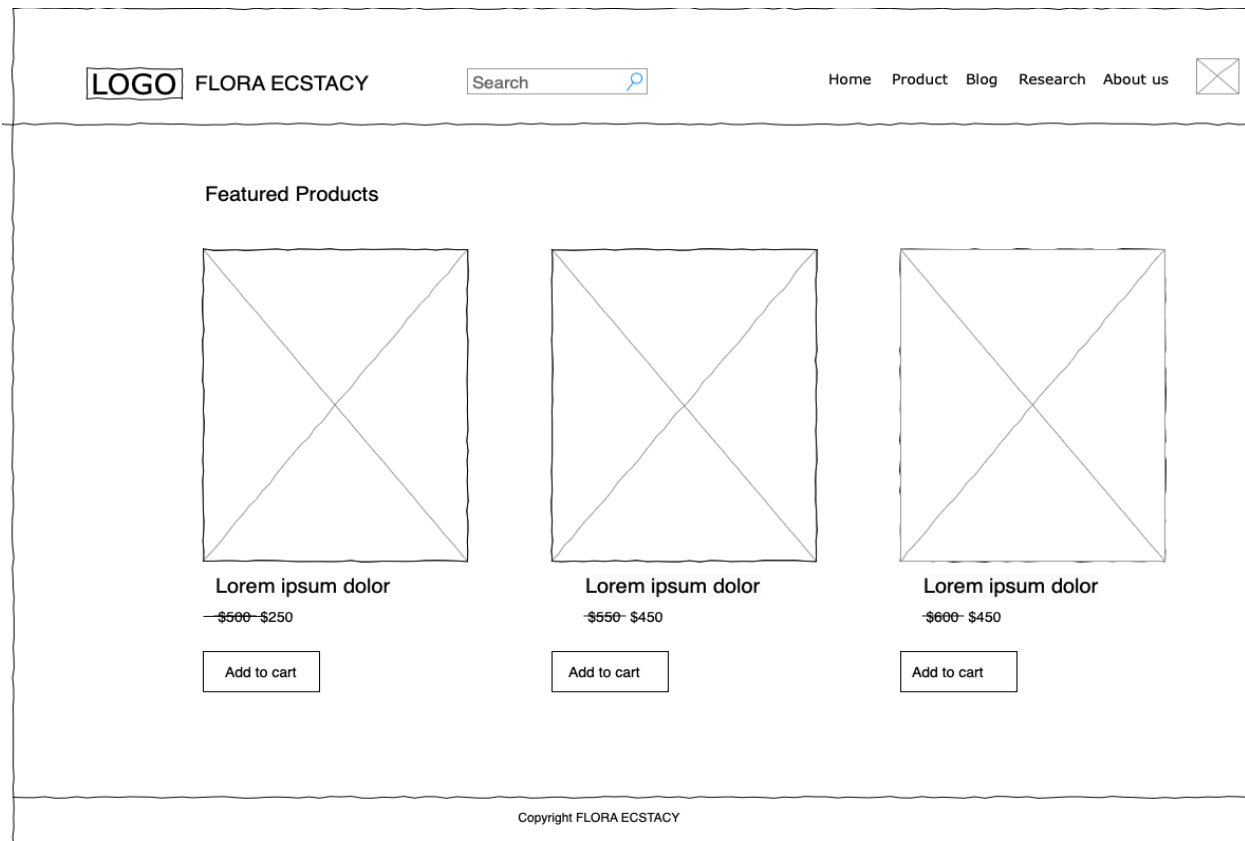 LOGO FLORA ECSTACY Search Home Product Blog Research About us
Featured Products
Lorem ipsum dolor Lorem ipsum dolor Lorem ipsum dolor
$500 $250 $550 $450 $600 $450
Add to cart Add to cart Add to cart
Copyright FLORA ECSTACY